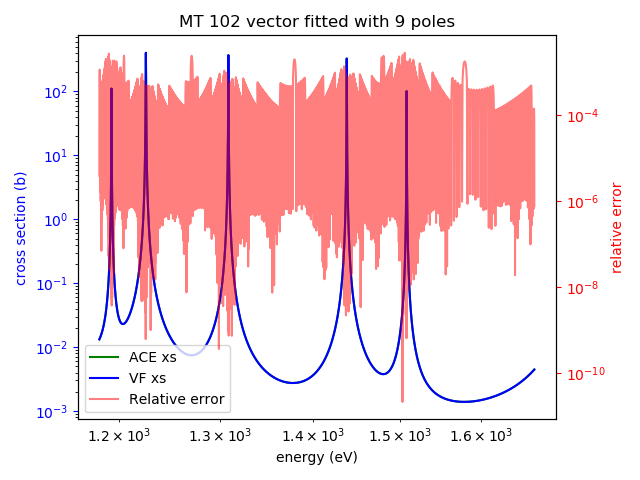 MT 102 vector fitted with 9 poles
cross section (b)
10²
10¹
10⁰
10⁻¹
10⁻²
10⁻³
10⁻⁴
10⁻⁶
10⁻⁸
10⁻¹⁰
relative error
ACE xs
VF xs
Relative error
1.2 × 10³ 1.3 × 10³ 1.4 × 10³ 1.5 × 10³ 1.6 × 10³
energy (eV)